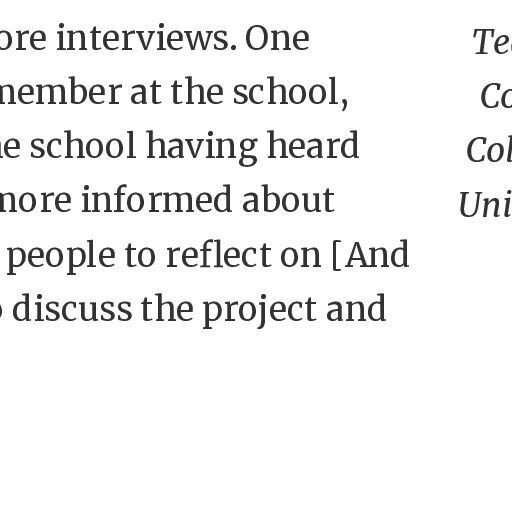 ore interviews. One
member at the school,
e school having heard
more informed about
people to reflect on [And
discuss the project and
Te
Co
Col
Uni